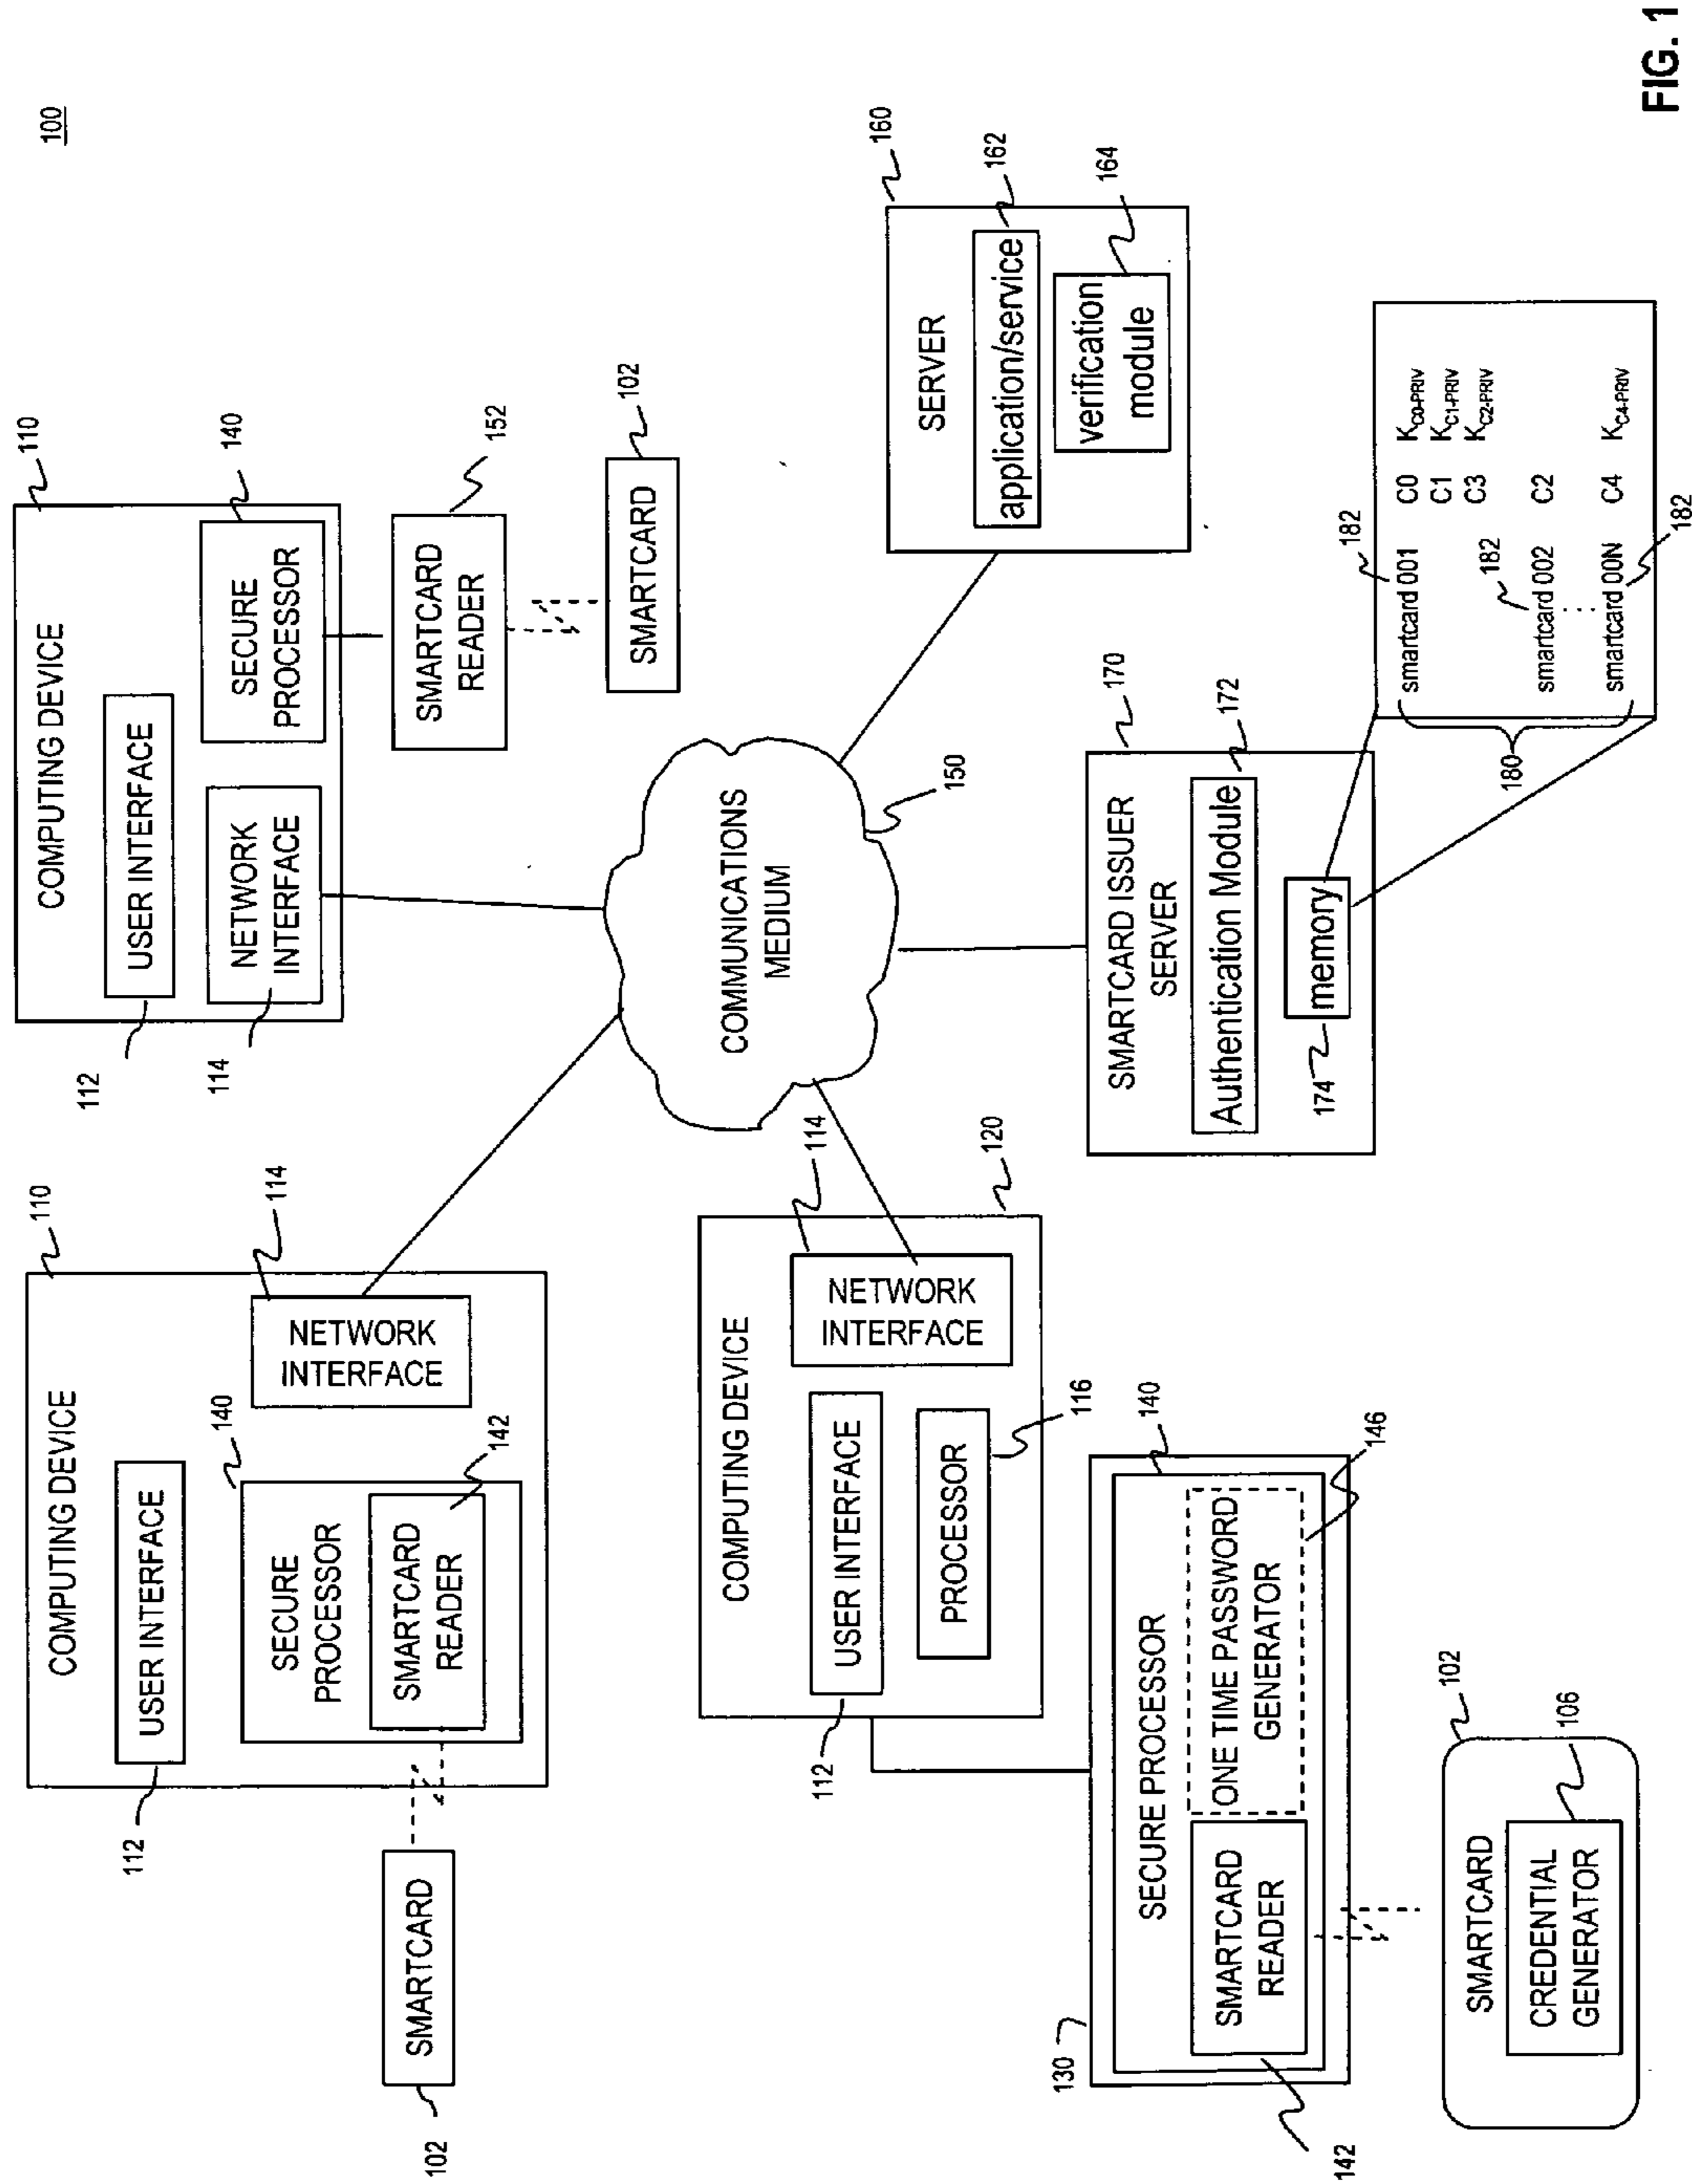 100
110
COMPUTING DEVICE
USER INTERFACE
112
NETWORK
INTERFACE
114
140
SECURE
PROCESSOR
SMARTCARD
READER
142
SMARTCARD
102
110
COMPUTING DEVICE
USER INTERFACE
112
NETWORK
INTERFACE
114
SECURE
PROCESSOR
140
SMARTCARD
READER
152
SMARTCARD
102
COMMUNICATIONS
MEDIUM
150
COMPUTING DEVICE
120
USER INTERFACE
112
NETWORK
INTERFACE
114
PROCESSOR
116
130
SECURE PROCESSOR
140
SMARTCARD
READER
142
ONE TIME PASSWORD
GENERATOR
146
SMARTCARD
102
CREDENTIAL
GENERATOR
106
SERVER
160
application/service
162
verification
module
164
SMARTCARD ISSUER
SERVER
170
Authentication Module
172
memory
174
180
182
smartcard 001 C0 KC0-PRIV
C1 KC1-PRIV
C3 KC2-PRIV
182
smartcard 002 C2
. . .
smartcard 00N C4 KC4-PRIV
182
FIG. 1